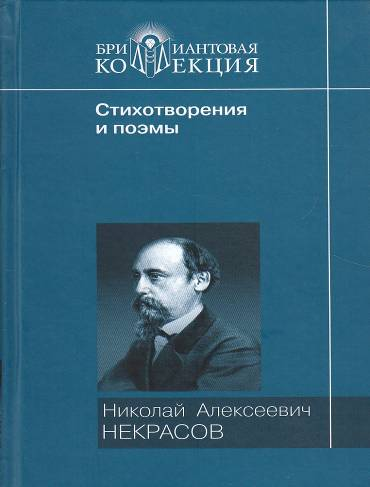 БРИЛЛИАНТОВАЯ
КОЛЛЕКЦИЯ
Стихотворения
и поэмы
Николай Алексеевич
НЕКРАСОВ